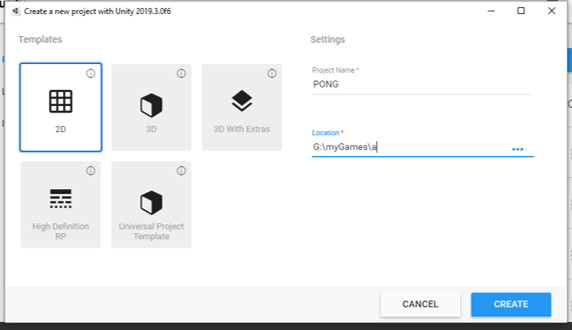 Create a new project with Unity 2019.3.0f6
Templates
Settings
2D
3D
3D With Extras
High Definition
RP
Universal Project
Template
Project Name *
PONG
Location *
G:\myGames\a
CANCEL
CREATE